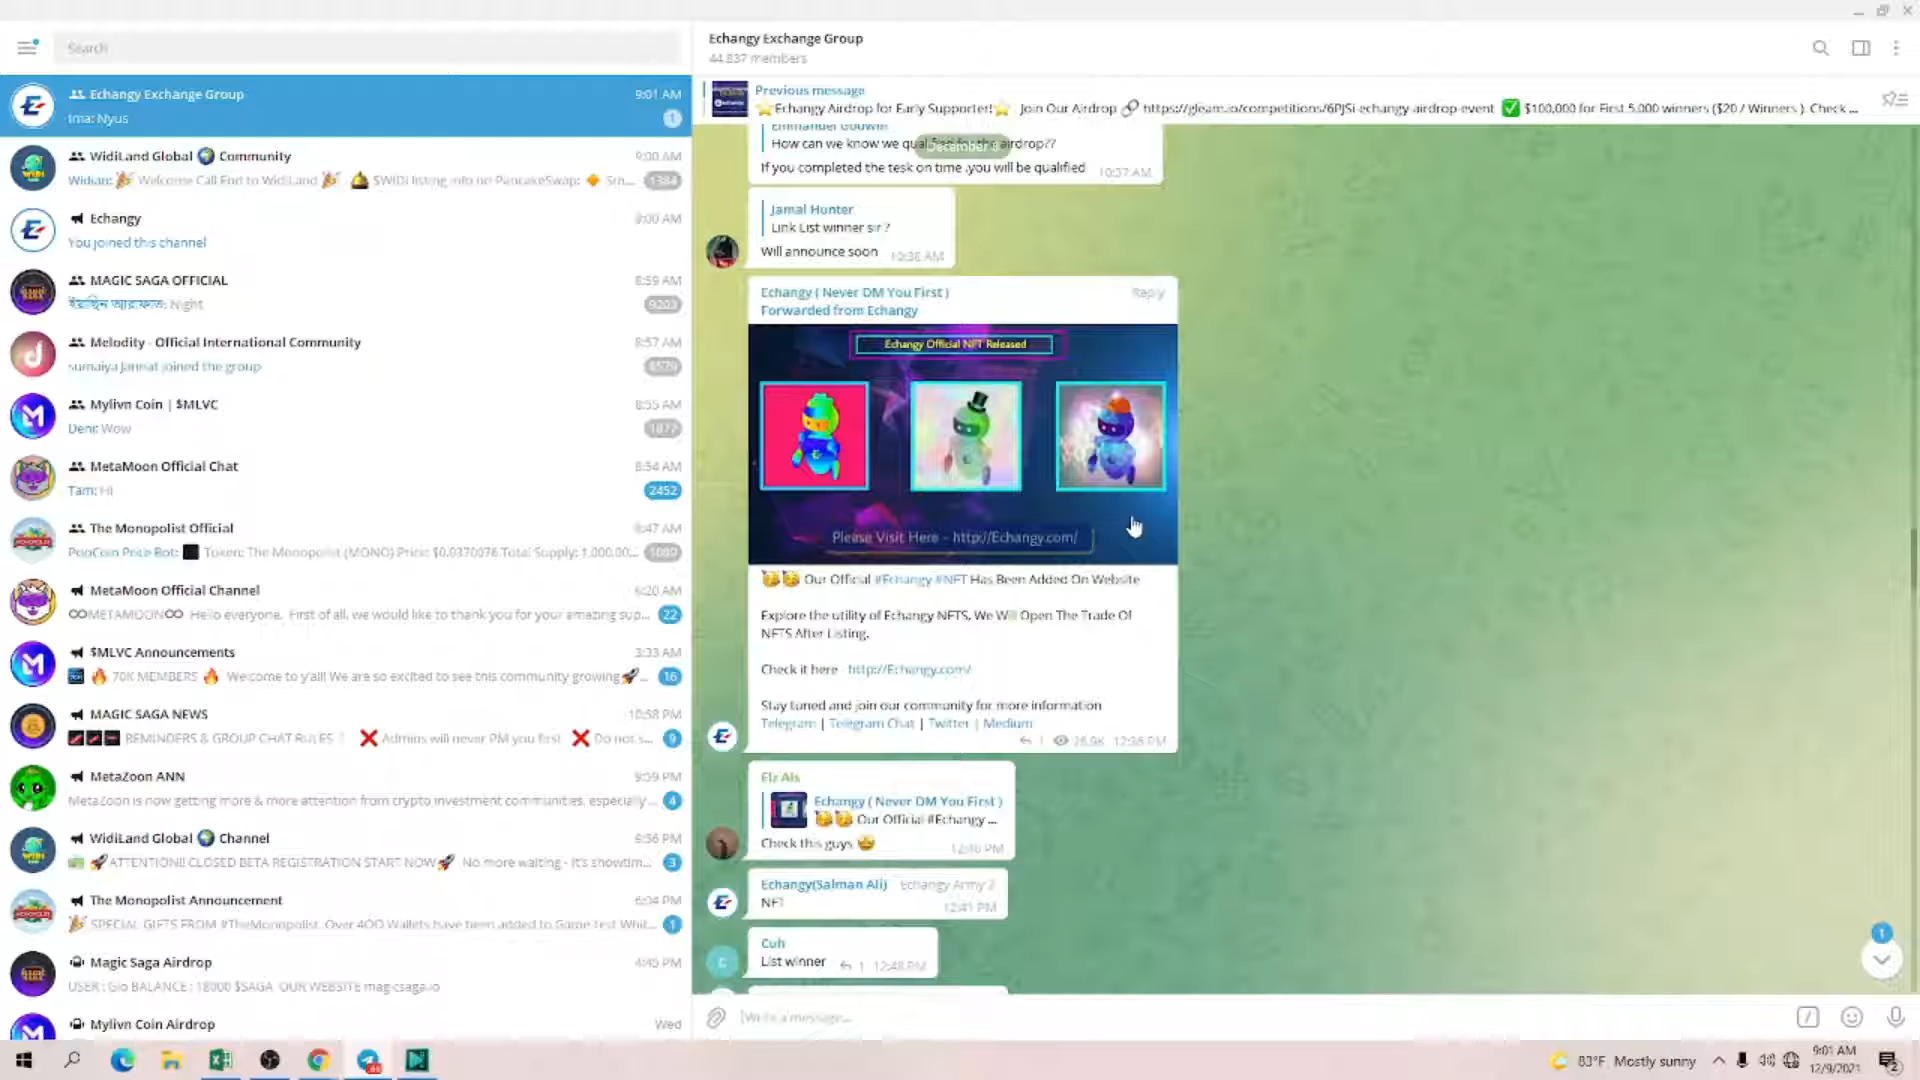 Search
Echangy Exchange Group
9:01 AM
Ima: Nyus
1
WidiLand Global 🌍 Community
9:00 AM
Widian: 🎉 Welcome Call End to WidiLand 🎉 🛎 $WIDI listing info on PancakeSwap: 🔸 Sm...
1384
Echangy
9:00 AM
You joined this channel
MAGIC SAGA OFFICIAL
8:59 AM
Night
9203
Melodity - Official International Community
8:57 AM
sumaiya Jannat joined the group
6579
Mylivn Coin | $MLVC
8:55 AM
Deni: Wow
1877
MetaMoon Official Chat
8:54 AM
Tam: Hi
2452
The Monopolist Official
8:47 AM
PooCoin Price Bot: ⬛ Token: The Monopolist (MONO) Price: $0.0370076 Total Supply: 1,000,00...
MetaMoon Official Channel
6:20 AM
∞METAMOON∞ Hello everyone, First of all, we would like to thank you for your amazing sup...
22
$MLVC Announcements
3:33 AM
🔥 70K MEMBERS 🔥 Welcome to y'all! We are so excited to see this community growing🚀...
16
MAGIC SAGA NEWS
10:58 PM
REMINDERS & GROUP CHAT RULES ❌ Admins will never PM you first ❌ Do not s...
9
MetaZoon ANN
9:59 PM
MetaZoon is now getting more & more attention from crypto investment communities, especially ...
4
WidiLand Global 🌍 Channel
9:56 PM
🚀ATTENTION!! CLOSED BETA REGISTRATION START NOW🚀 No more waiting - It's showtim...
3
The Monopolist Announcement
6:04 PM
🎉 SPECIAL GIFTS FROM #TheMonopolist. Over 400 Wallets have been added to Game Test Whit...
1
Magic Saga Airdrop
4:45 PM
USER : Gio BALANCE : 18000 $SAGA OUR WEBSITE magicsaga.io
Mylivn Coin Airdrop
Wed
Echangy Exchange Group
44,837 members
Previous message
⭐Echangy Airdrop for Early Supporter!⭐ Join Our Airdrop 🔗 https://gleam.io/competitions/6PJSi-echangy-airdrop-event ✅ $100,000 for First 5,000 winners ($20 / Winners ). Check ...
Emmanuel Godwin
How can we know we qualified for the airdrop??
If you completed the tesk on time ,you will be qualified
10:37 AM
Jamal Hunter
Link List winner sir ?
Will announce soon
10:38 AM
Echangy ( Never DM You First )
Reply
Forwarded from Echangy
Echangy Official NFT Released
Please Visit Here - http://Echangy.com/
🥳🥳 Our Official #Echangy #NFT Has Been Added On Website
Explore the utility of Echangy NFTS, We Will Open The Trade Of
NFTS After Listing.
Check it here - http://Echangy.com/
Stay tuned and join our community for more information
Telegram | Telegram Chat | Twitter | Medium
1 26.9K 12:38 PM
Elz Als
Echangy ( Never DM You First )
🥳🥳 Our Official #Echangy ...
Check this guys 🤩
12:40 PM
Echangy(Salman Ali) Echangy Army 2
NFT
12:41 PM
Cuh
C
List winner
1 12:48 PM
1
Write a message...
83°F Mostly sunny
9:01 AM
12/9/2021
2